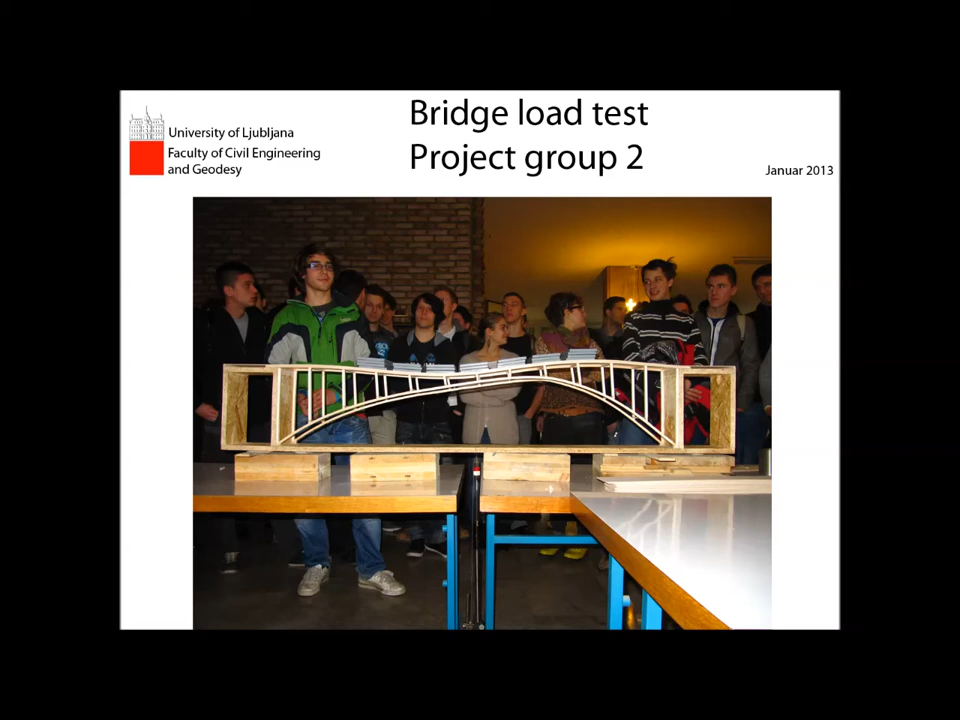 Bridge load test
Project group 2
University of Ljubljana
Faculty of Civil Engineering
and Geodesy
Januar 2013